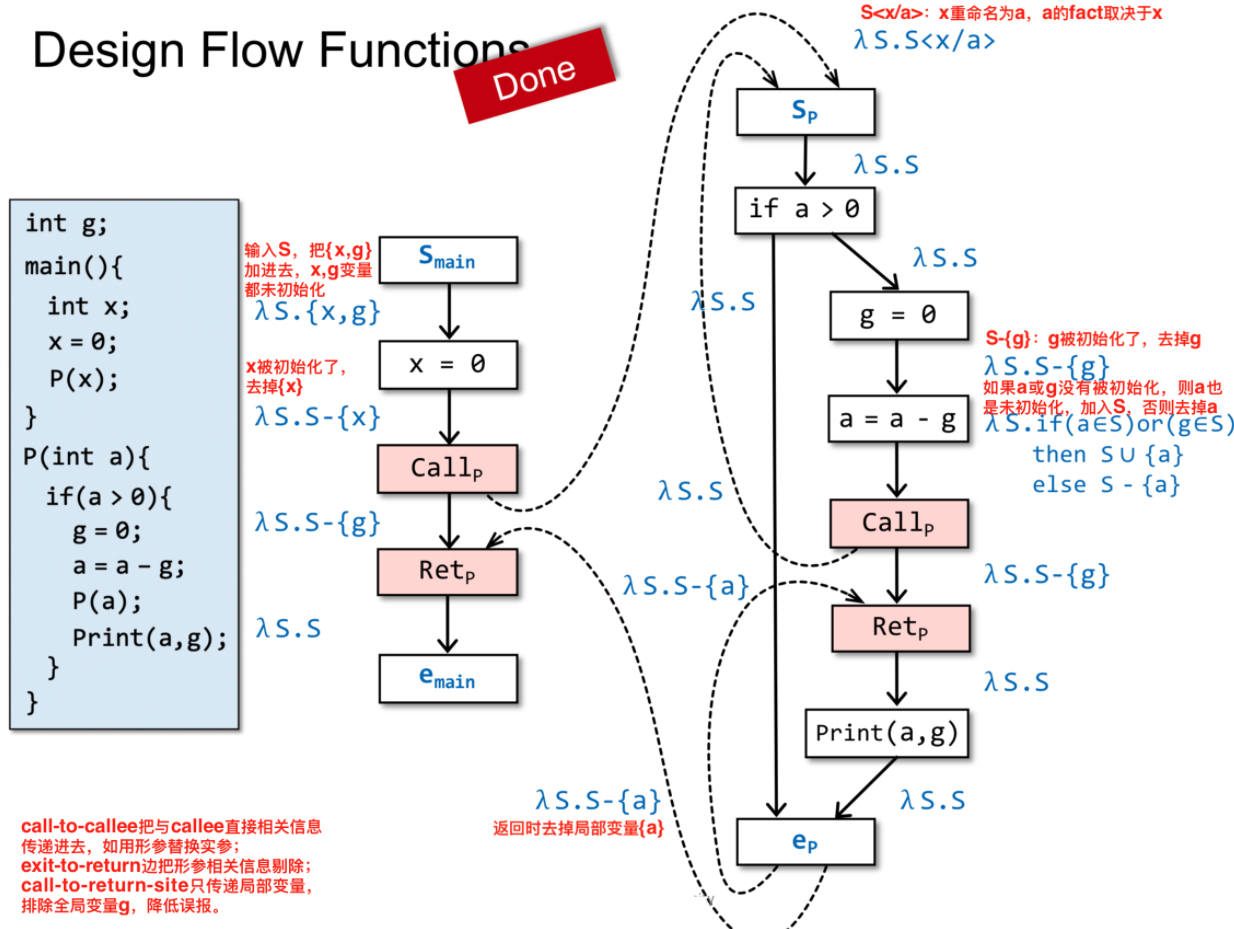 Design Flow Functions
Done
int g;
main(){
int x;
x = 0;
P(x);
}
P(int a){
if(a > 0){
g = 0;
a = a – g;
P(a);
Print(a,g);
}
}
输入S，把{x,g}
加进去，x,g变量
都未初始化
λS.{x,g}
x被初始化了，
去掉{x}
λS.S-{x}
λS.S-{g}
λS.S
Smain
x = 0
CallP
RetP
emain
S<x/a>：x重命名为a，a的fact取决于x
λS.S<x/a>
SP
λS.S
if a > 0
λS.S
λS.S
g = 0
S-{g}：g被初始化了，去掉g
λS.S-{g}
如果a或g没有被初始化，则a也
是未初始化，加入S，否则去掉a
a = a - g
λS.if(a∈S)or(g∈S)
then S∪{a}
else S - {a}
λS.S
CallP
λS.S-{g}
λS.S-{a}
RetP
λS.S
Print(a,g)
λS.S
λS.S-{a}
返回时去掉局部变量{a}
eP
call-to-callee把与callee直接相关信息
传递进去，如用形参替换实参；
exit-to-return边把形参相关信息剔除；
call-to-return-site只传递局部变量，
排除全局变量g，降低误报。